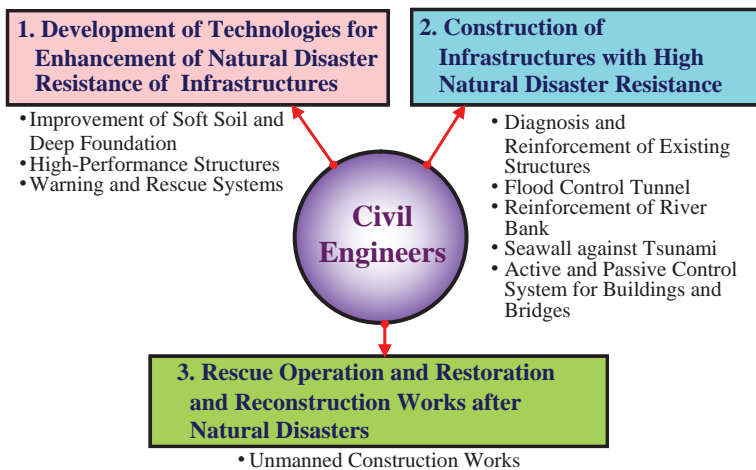 1. Development of Technologies for
Enhancement of Natural Disaster
Resistance of Infrastructures
• Improvement of Soft Soil and
Deep Foundation
• High-Performance Structures
• Warning and Rescue Systems
2. Construction of
Infrastructures with High
Natural Disaster Resistance
• Diagnosis and
Reinforcement of Existing
Structures
• Flood Control Tunnel
• Reinforcement of River
Bank
• Seawall against Tsunami
• Active and Passive Control
System for Buildings and
Bridges
Civil
Engineers
3. Rescue Operation and Restoration
and Reconstruction Works after
Natural Disasters
• Unmanned Construction Works